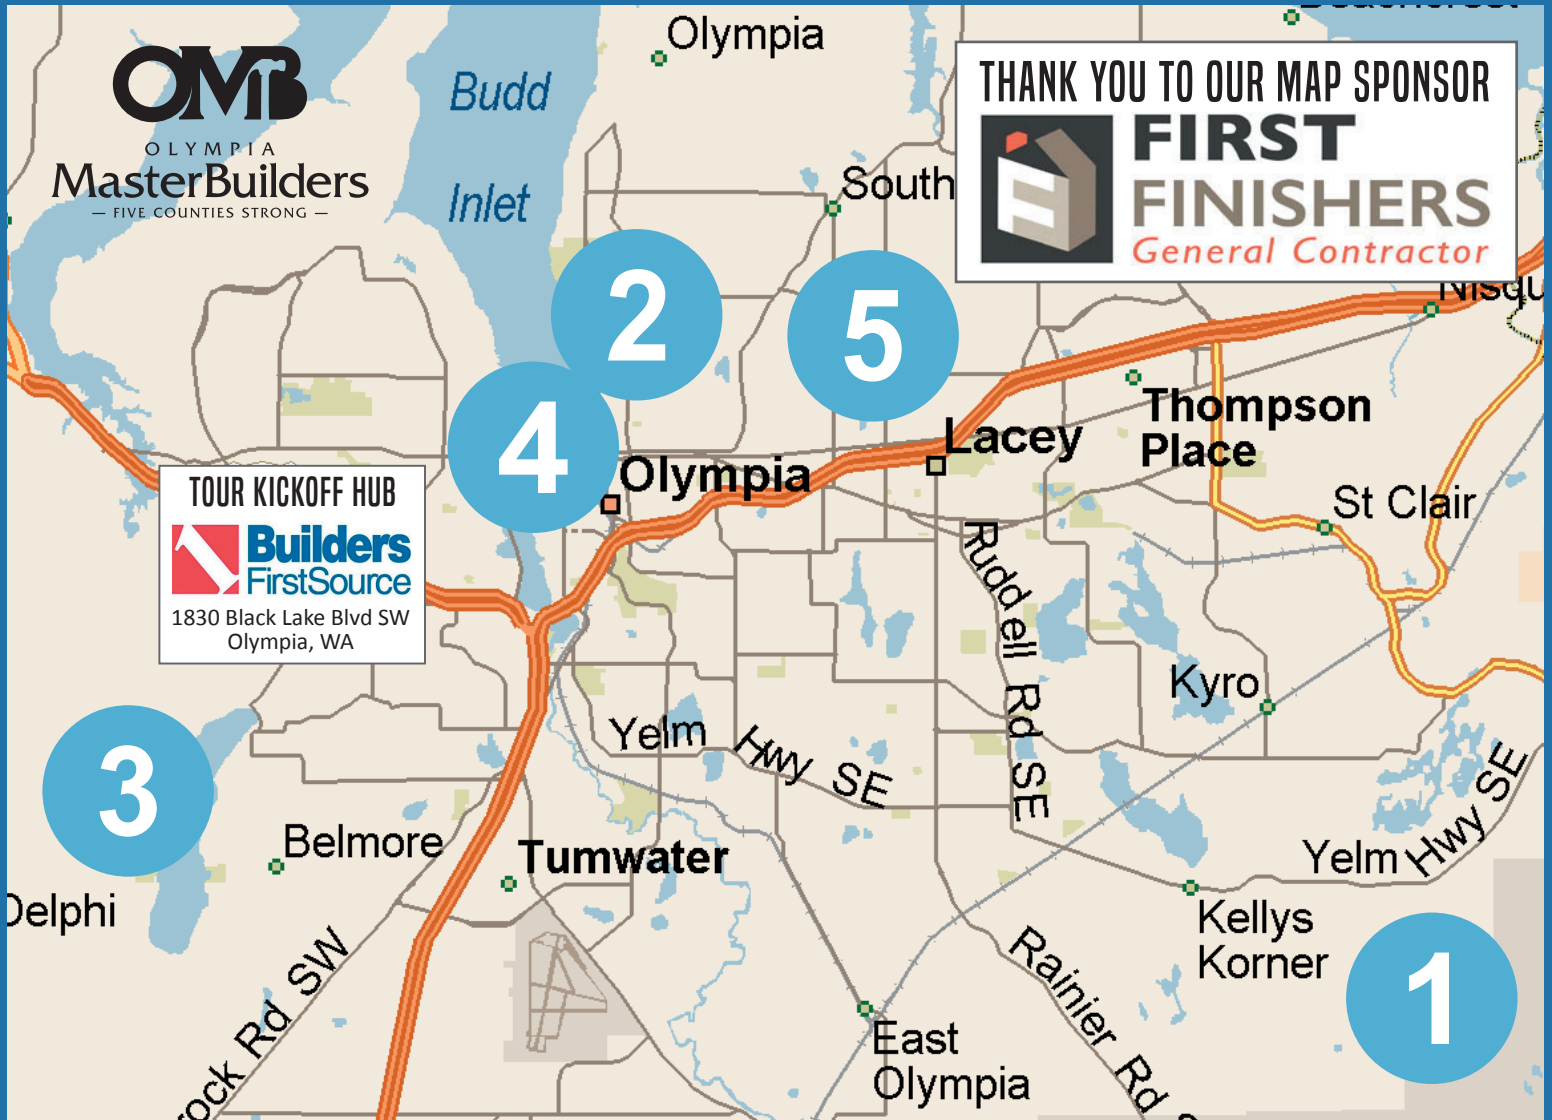 OMB
OLYMPIA
MasterBuilders
– FIVE COUNTIES STRONG –
Olympia
Budd
Inlet
South
THANK YOU TO OUR MAP SPONSOR
FIRST
FINISHERS
General Contractor
2
5
4
Olympia
Lacey
Thompson
Place
St Clair
TOUR KICKOFF HUB
Builders
FirstSource
1830 Black Lake Blvd SW
Olympia, WA
Ruddell Rd SE
Kyro
Yelm Hwy SE
3
Belmore
Tumwater
Delphi
Yelm Hwy SE
Kellys
Korner
1
Rd SW
East
Olympia
Rainier Rd